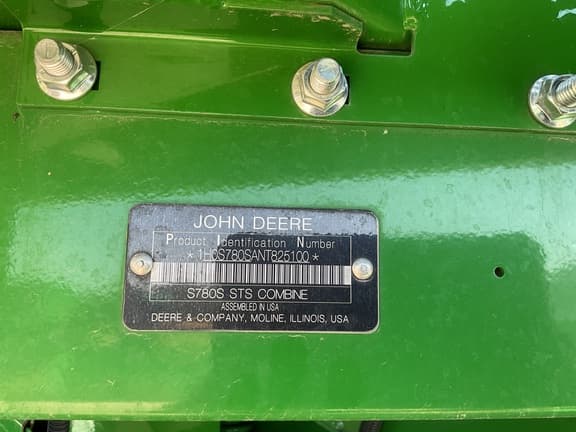 JOHN DEERE
Product Identification Number
*1H0S780SANT825100*
S780S STS COMBINE
ASSEMBLED IN USA
DEERE & COMPANY, MOLINE, ILLINOIS, USA